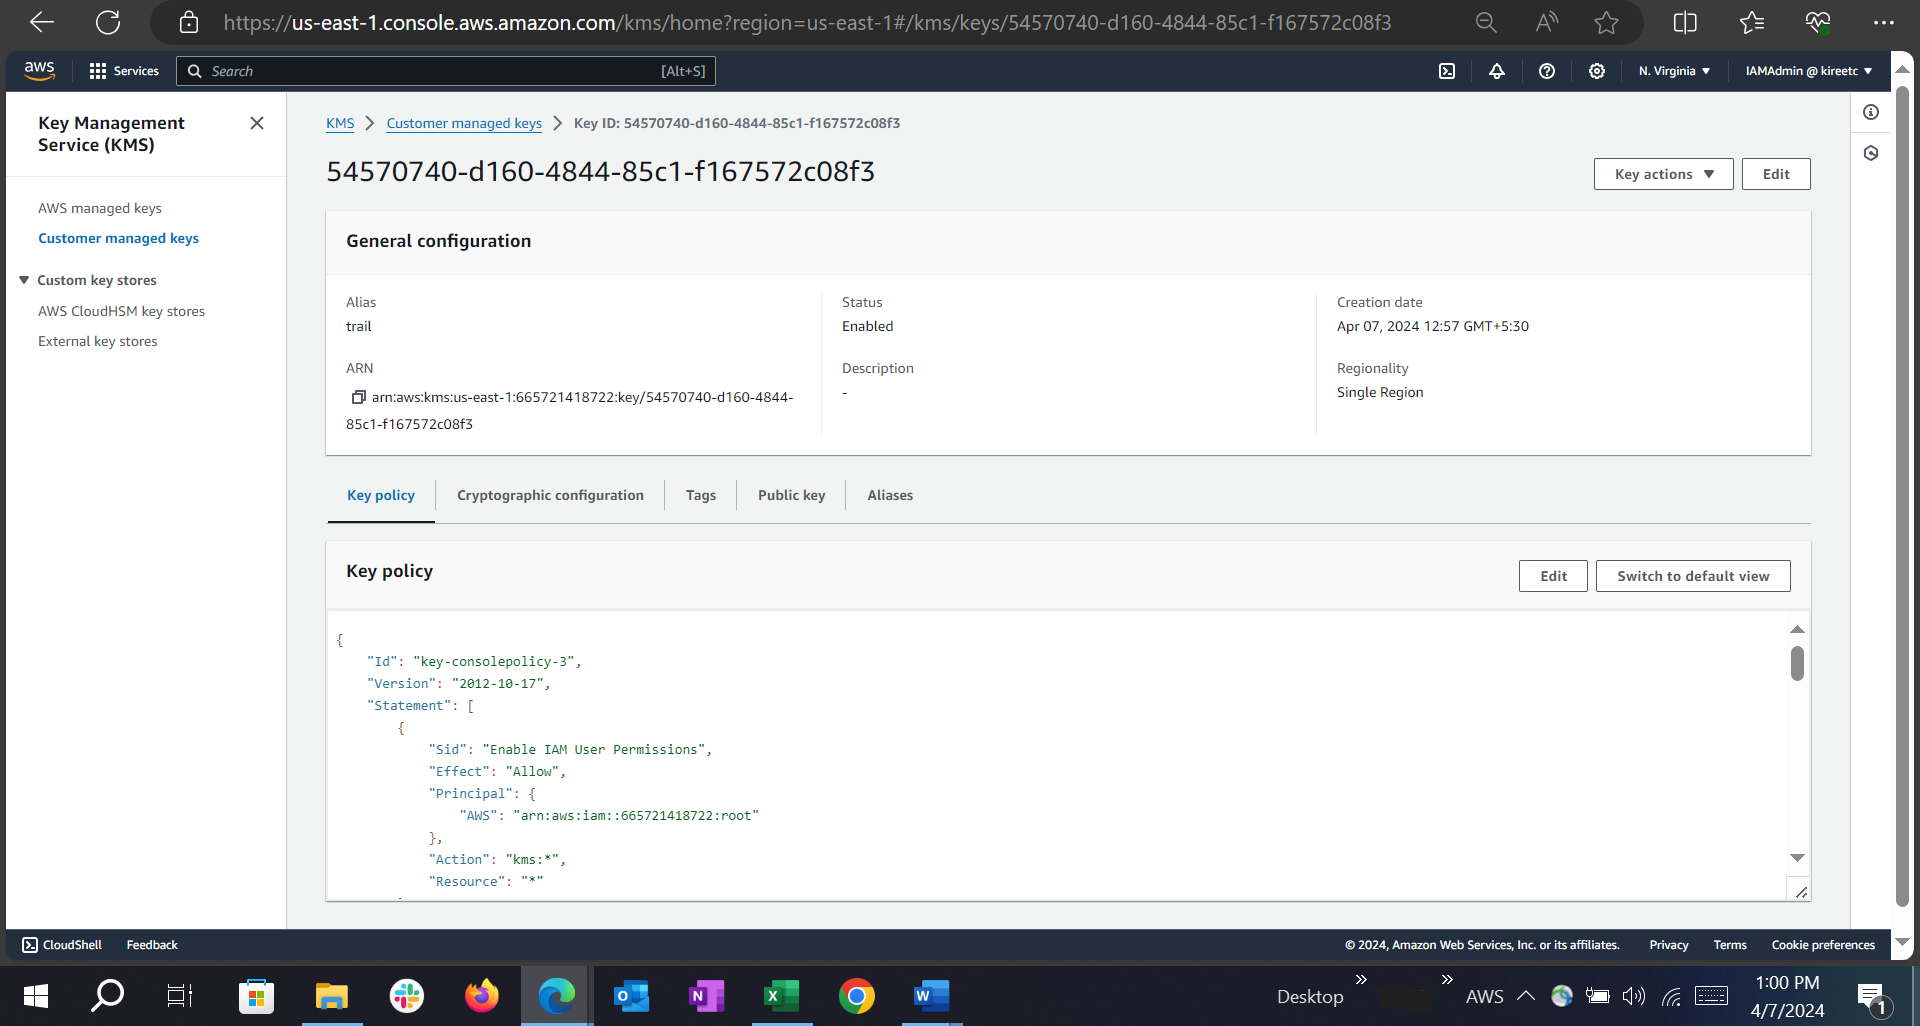 https://us-east-1.console.aws.amazon.com/kms/home?region=us-east-1#/kms/keys/54570740-d160-4844-85c1-f167572c08f3
aws
Services
Search
[Alt+S]
N. Virginia
IAMAdmin @ kireetc
Key Management
Service (KMS)
AWS managed keys
Customer managed keys
Custom key stores
AWS CloudHSM key stores
External key stores
KMS
Customer managed keys
Key ID: 54570740-d160-4844-85c1-f167572c08f3
54570740-d160-4844-85c1-f167572c08f3
Key actions
Edit
General configuration
Alias
trail
ARN
arn:aws:kms:us-east-1:665721418722:key/54570740-d160-4844-
85c1-f167572c08f3
Status
Enabled
Description
-
Creation date
Apr 07, 2024 12:57 GMT+5:30
Regionality
Single Region
Key policy
Cryptographic configuration
Tags
Public key
Aliases
Key policy
Edit
Switch to default view
{
"Id": "key-consolepolicy-3",
"Version": "2012-10-17",
"Statement": [
{
"Sid": "Enable IAM User Permissions",
"Effect": "Allow",
"Principal": {
"AWS": "arn:aws:iam::665721418722:root"
},
"Action": "kms:*",
"Resource": "*"
CloudShell
Feedback
© 2024, Amazon Web Services, Inc. or its affiliates.
Privacy
Terms
Cookie preferences
Desktop
AWS
1:00 PM
4/7/2024
1